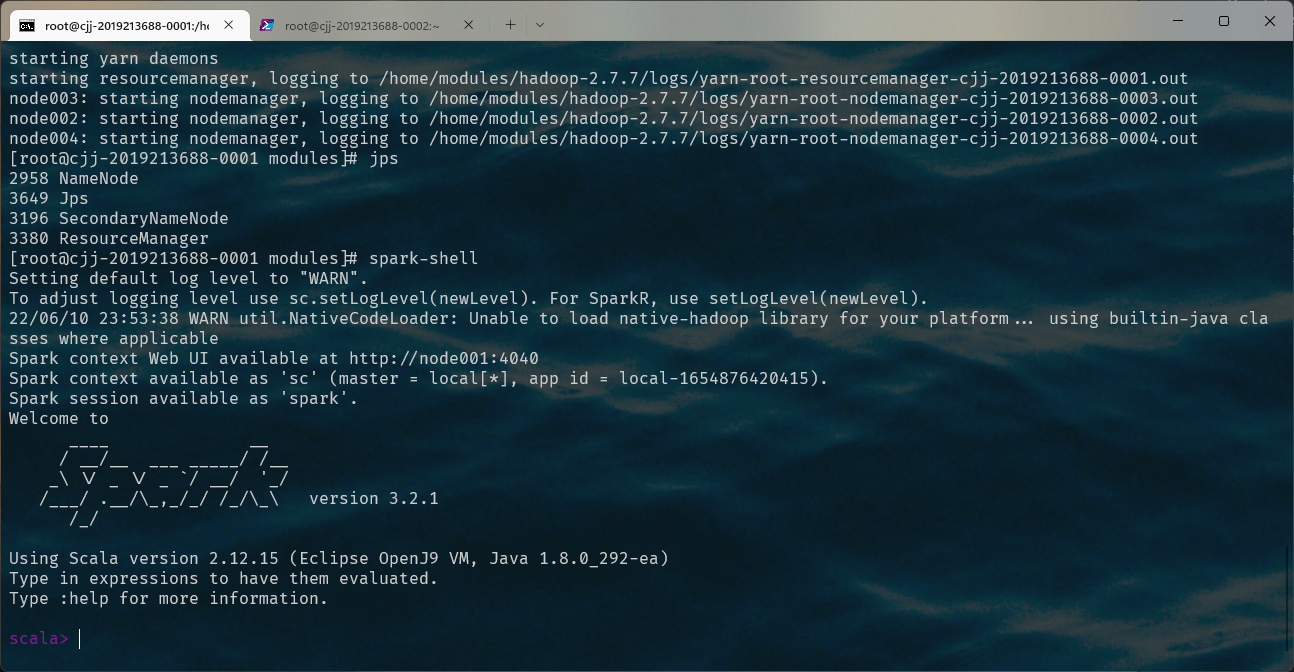 root@cjj-2019213688-0001:/ho
root@cjj-2019213688-0002:~
starting yarn daemons
starting resourcemanager, logging to /home/modules/hadoop-2.7.7/logs/yarn-root-resourcemanager-cjj-2019213688-0001.out
node003: starting nodemanager, logging to /home/modules/hadoop-2.7.7/logs/yarn-root-nodemanager-cjj-2019213688-0003.out
node002: starting nodemanager, logging to /home/modules/hadoop-2.7.7/logs/yarn-root-nodemanager-cjj-2019213688-0002.out
node004: starting nodemanager, logging to /home/modules/hadoop-2.7.7/logs/yarn-root-nodemanager-cjj-2019213688-0004.out
[root@cjj-2019213688-0001 modules]# jps
2958 NameNode
3649 Jps
3196 SecondaryNameNode
3380 ResourceManager
[root@cjj-2019213688-0001 modules]# spark-shell
Setting default log level to "WARN".
To adjust logging level use sc.setLogLevel(newLevel). For SparkR, use setLogLevel(newLevel).
22/06/10 23:53:38 WARN util.NativeCodeLoader: Unable to load native-hadoop library for your platform... using builtin-java cla
sses where applicable
Spark context Web UI available at http://node001:4040
Spark context available as 'sc' (master = local[*], app id = local-1654876420415).
Spark session available as 'spark'.
Welcome to
      ____              __
     / __/__  ___ _____/ /__
    _\ \/ _ \/ _ `/ __/  '_/
   /___/ .__/\_,_/_/ /_/\_\   version 3.2.1
      /_/
Using Scala version 2.12.15 (Eclipse OpenJ9 VM, Java 1.8.0_292-ea)
Type in expressions to have them evaluated.
Type :help for more information.
scala>